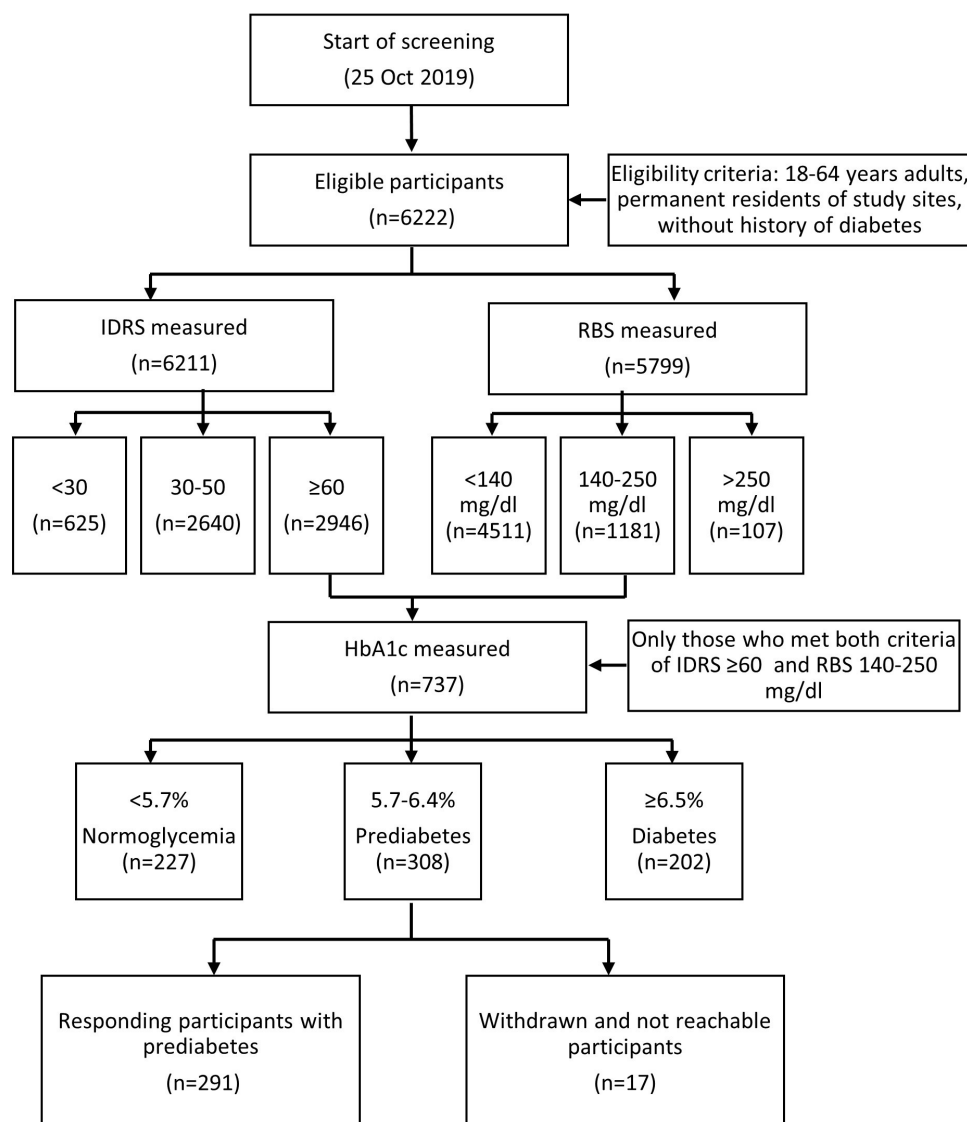 Start of screening
(25 Oct 2019)
Eligible participants
(n=6222)
Eligibility criteria: 18-64 years adults,
permanent residents of study sites,
without history of diabetes
IDRS measured
(n=6211)
RBS measured
(n=5799)
<30
(n=625)
30-50
(n=2640)
≥60
(n=2946)
<140
mg/dl
(n=4511)
140-250
mg/dl
(n=1181)
>250
mg/dl
(n=107)
HbA1c measured
(n=737)
Only those who met both criteria
of IDRS ≥60 and RBS 140-250
mg/dl
<5.7%
Normoglycemia
(n=227)
5.7-6.4%
Prediabetes
(n=308)
≥6.5%
Diabetes
(n=202)
Responding participants with
prediabetes
(n=291)
Withdrawn and not reachable
participants
(n=17)